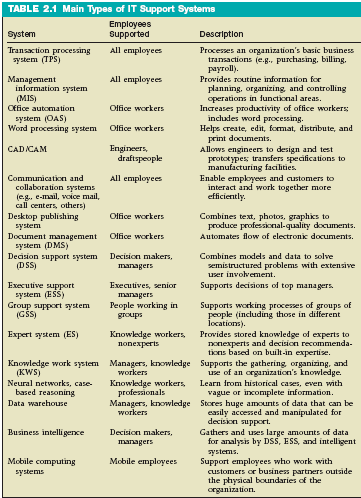 TABLE 2.1 Main Types of IT Support Systems
Employees
System Supported Description
Transaction processing All employees Processes an organization's basic business
system (TPS) transactions (e.g., purchasing, billing,
payroll).
Management All employees Provides routine information for
information system planning, organizing, and controlling
(MIS) operations in functional areas.
Office automation Office workers Increases productivity of office workers;
system (OAS) includes word processing.
Word processing system Office workers Helps create, edit, format, distribute, and
print documents.
CAD/CAM Engineers, Allows engineers to design and test
draftspeople prototypes; transfers specifications to
manufacturing facilities.
Communication and All employees Enable employees and customers to
collaboration systems interact and work together more
(e.g., e-mail, voice mail, efficiently.
call centers, others)
Desktop publishing Office workers Combines text, photos, graphics to
system produce professional-quality documents.
Document management Office workers Automates flow of electronic documents.
system (DMS)
Decision support system Decision makers, Combines models and data to solve
(DSS) managers semistructured problems with extensive
user involvement.
Executive support Executives, senior Supports decisions of top managers.
system (ESS) managers
Group support system People working in Supports working processes of groups of
(GSS) groups people (including those in different
locations).
Expert system (ES) Knowledge workers, Provides stored knowledge of experts to
nonexperts nonexperts and decision recommenda-
tions based on built-in expertise.
Knowledge work system Managers, knowledge Supports the gathering, organizing, and
(KWS) workers use of an organization's knowledge.
Neural networks, case- Knowledge workers, Learn from historical cases, even with
based reasoning professionals vague or incomplete information.
Data warehouse Managers, knowledge Stores huge amounts of data that can be
workers easily accessed and manipulated for
decision support.
Business intelligence Decision makers, Gathers and uses large amounts of data
managers for analysis by DSS, ESS, and intelligent
systems.
Mobile computing Mobile employees Support employees who work with
systems customers or business partners outside
the physical boundaries of the
organization.